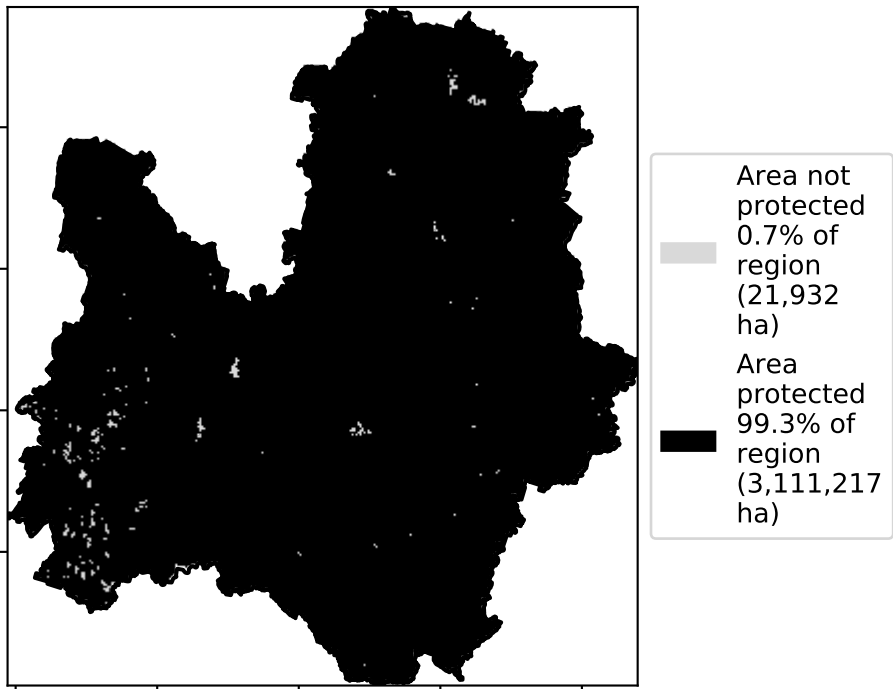 Area not
protected
0.7% of
region
(21,932
ha)
Area
protected
99.3% of
region
(3,111,217
ha)